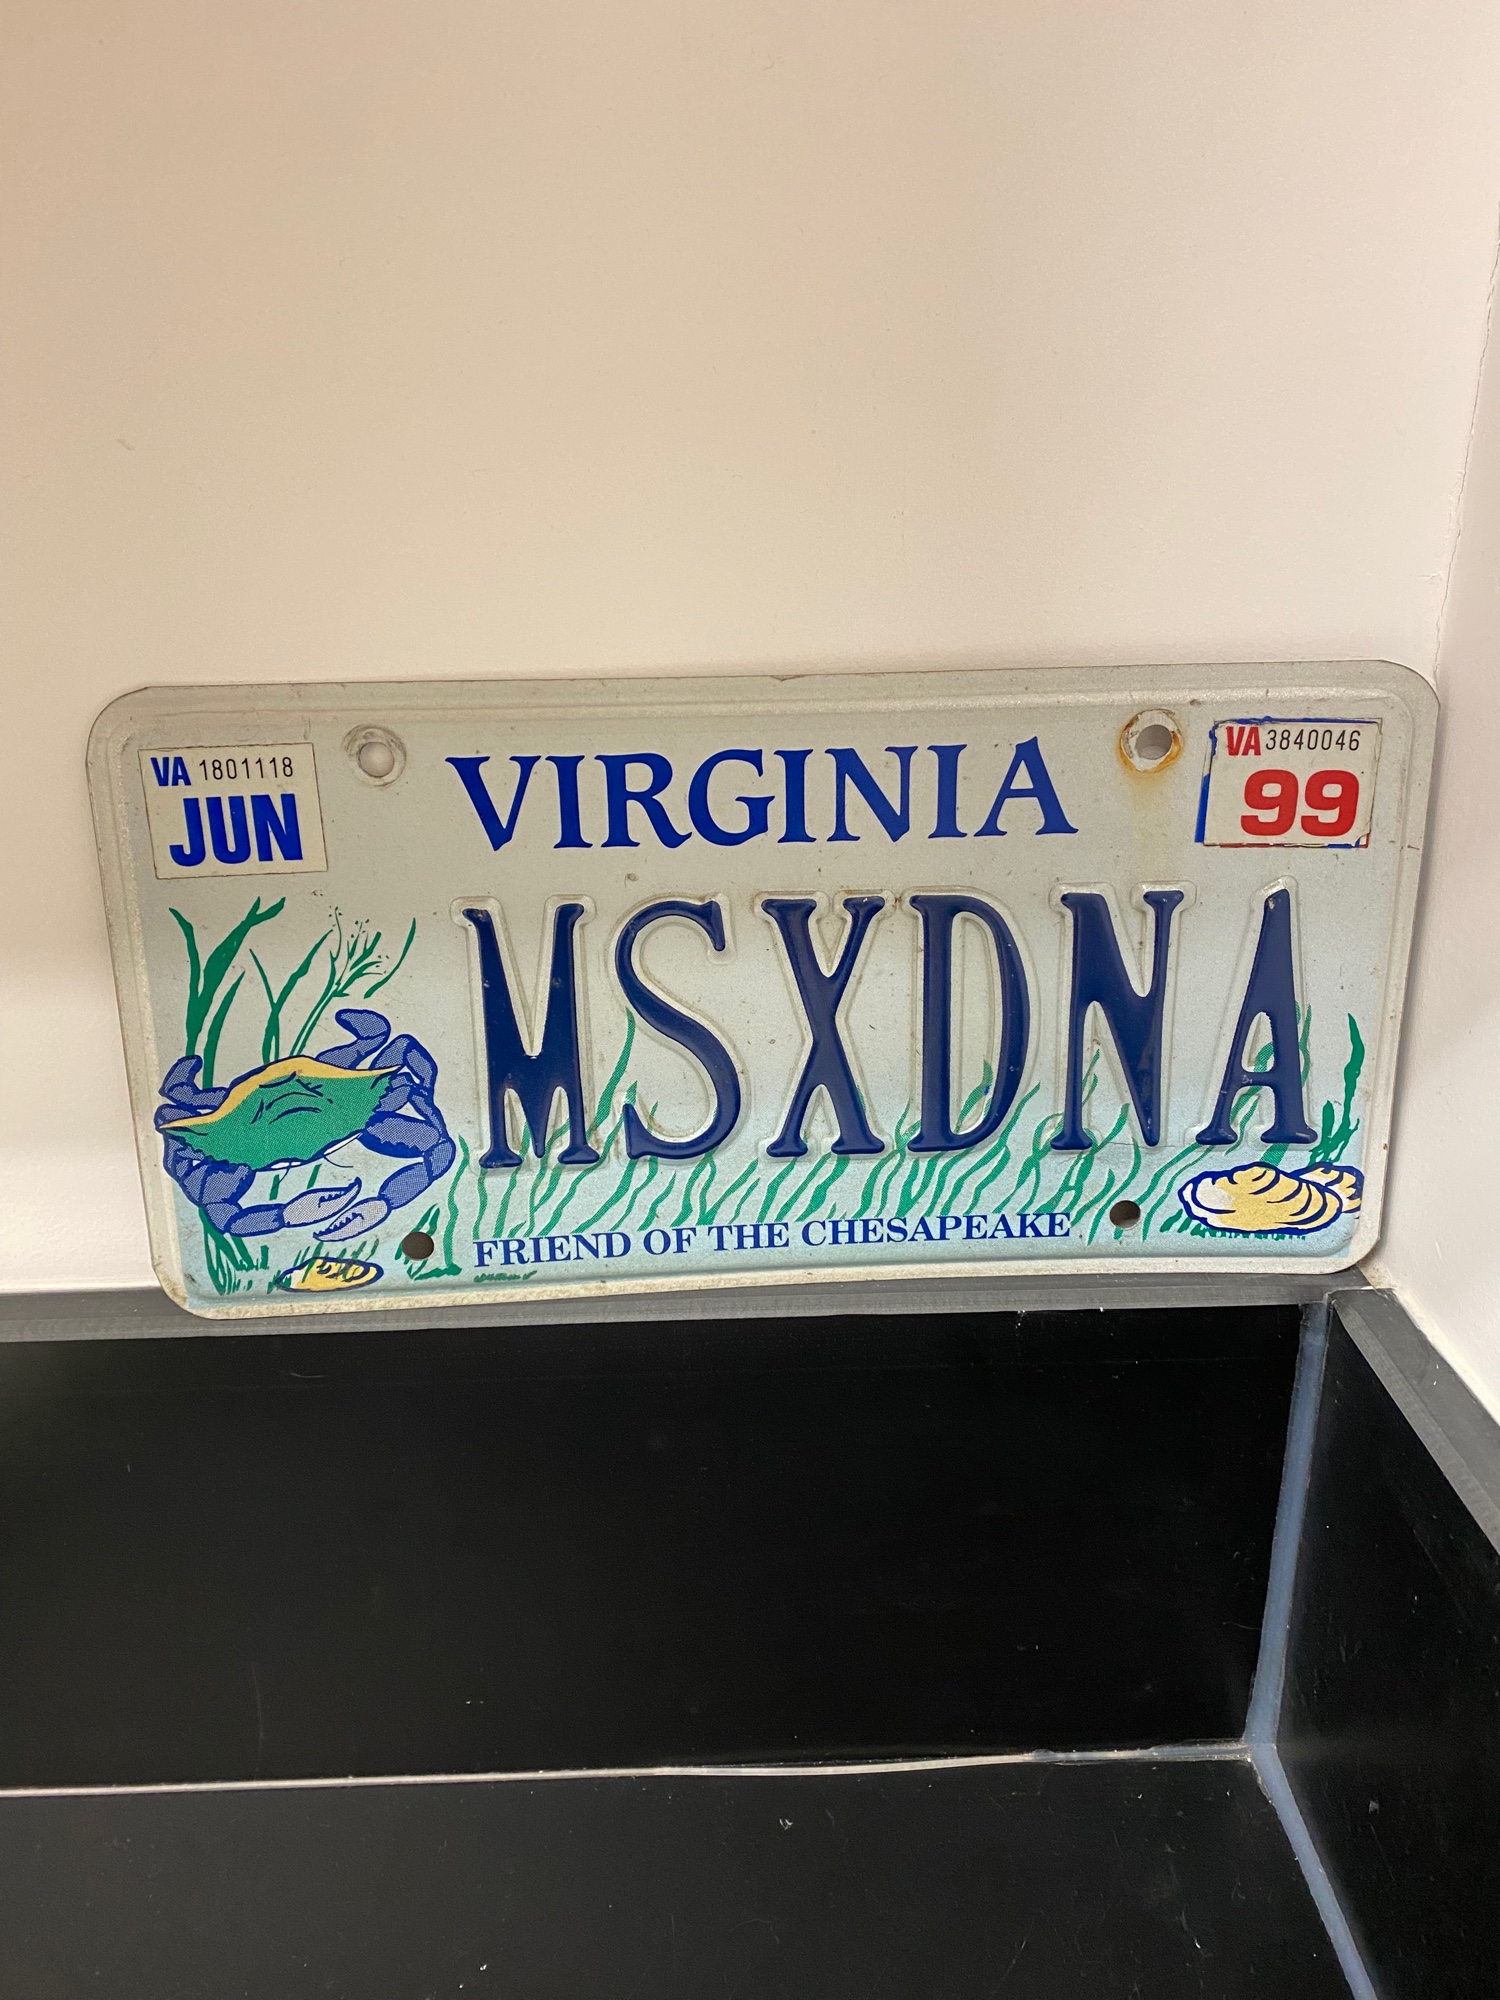 VA 1801118
JUN
VIRGINIA
VA 3840046
99
MSXDNA
FRIEND OF THE CHESAPEAKE